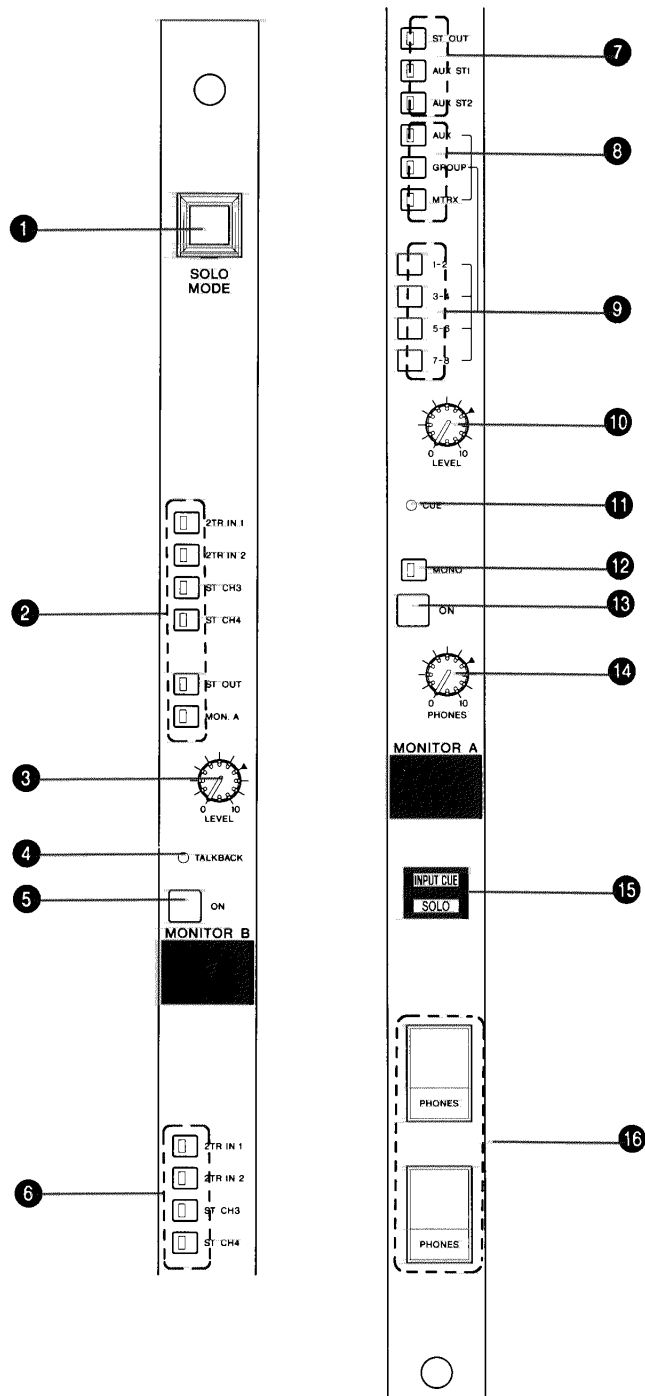 1
SOLO
MODE
2TR IN 1
2TR IN 2
ST CH3
ST CH4
2
ST OUT
MON. A
3
0 10
LEVEL
4
TALKBACK
5
ON
MONITOR B
2TR IN 1
2TR IN 2
6
ST CH3
ST CH4
ST OUT
7
AUX ST1
AUX ST2
AUX
8
GROUP
MTRX
1-2
3-4
9
5-6
7-8
10
0 10
LEVEL
11
CUE
12
MONO
13
ON
14
0 10
PHONES
MONITOR A
INPUT CUE
15
SOLO
PHONES
16
PHONES